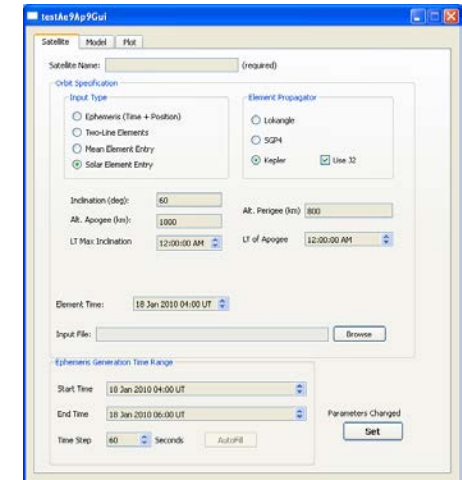 testAe9Ap9Gui
Satellite Model Plot
Satellite Name: (required)
Orbit Specification
Input Type Element Propagator
Ephemeris (Time + Position) Lokangle
Two-Line Elements SGP4
Mean Element Entry Kepler Use J2
Solar Element Entry
Inclination (deg): 60
Alt. Perigee (km) 800
Alt. Apogee (km): 1000
LT Max Inclination 12:00:00 AM LT of Apogee 12:00:00 AM
Element Time: 18 Jan 2010 04:00 UT
Input File: Browse
Ephemeris Generation Time Range
Start Time 18 Jan 2010 04:00 UT
End Time 18 Jan 2010 06:00 UT Parameters Changed
Time Step 60 Seconds AutoFill Set